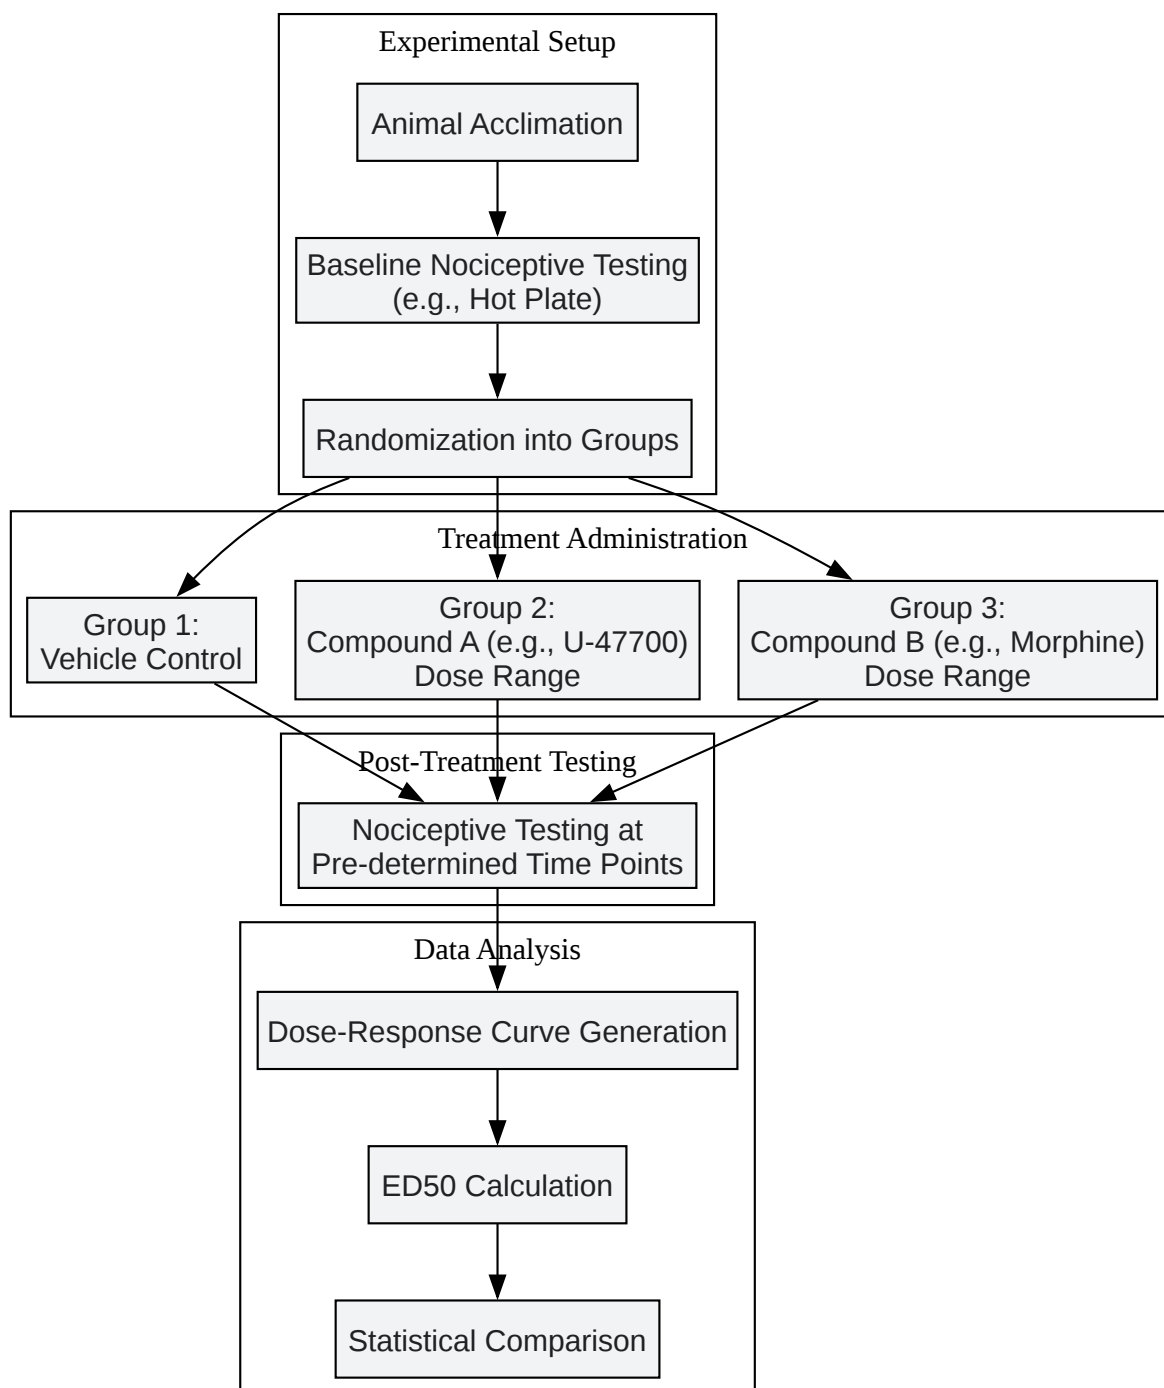 Experimental Setup
Animal Acclimation
Baseline Nociceptive Testing
(e.g., Hot Plate)
Randomization into Groups
Treatment Administration
Group 1:
Vehicle Control
Group 2:
Compound A (e.g., U-47700)
Dose Range
Group 3:
Compound B (e.g., Morphine)
Dose Range
Post-Treatment Testing
Nociceptive Testing at
Pre-determined Time Points
Data Analysis
Dose-Response Curve Generation
ED50 Calculation
Statistical Comparison